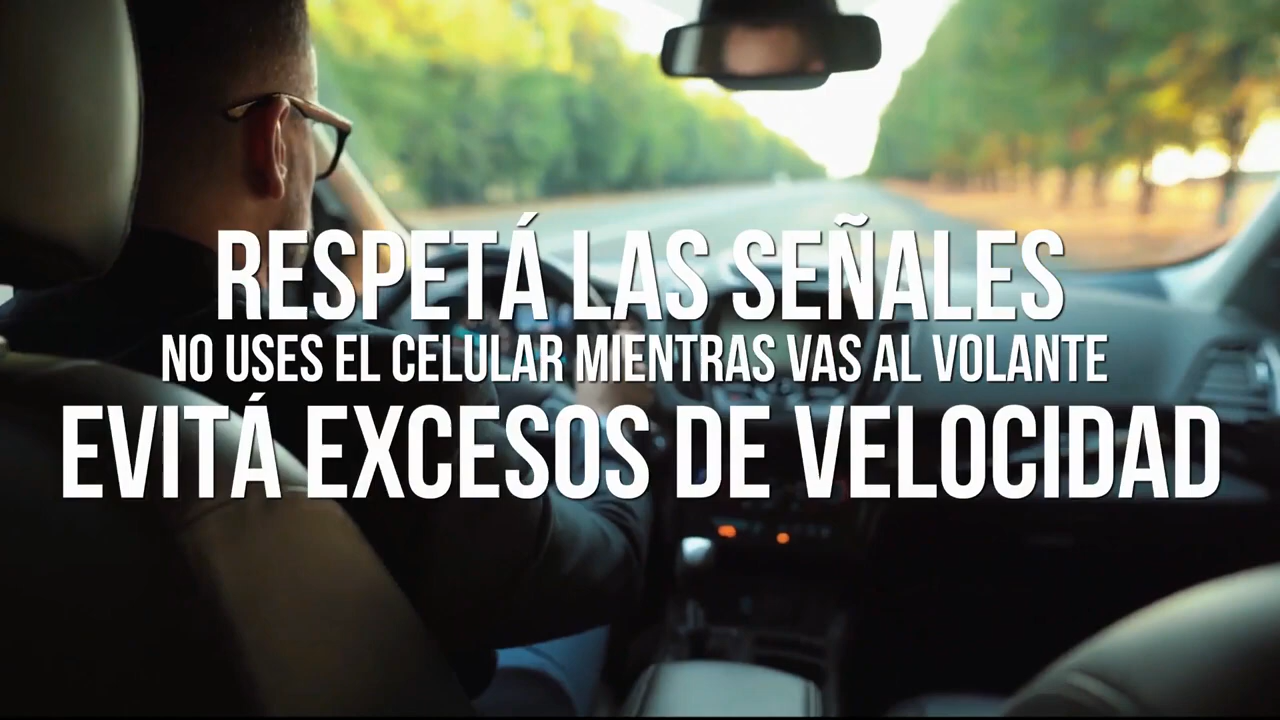 RESPETÁ LAS SEÑALES
NO USES EL CELULAR MIENTRAS VAS AL VOLANTE
EVITÁ EXCESOS DE VELOCIDAD